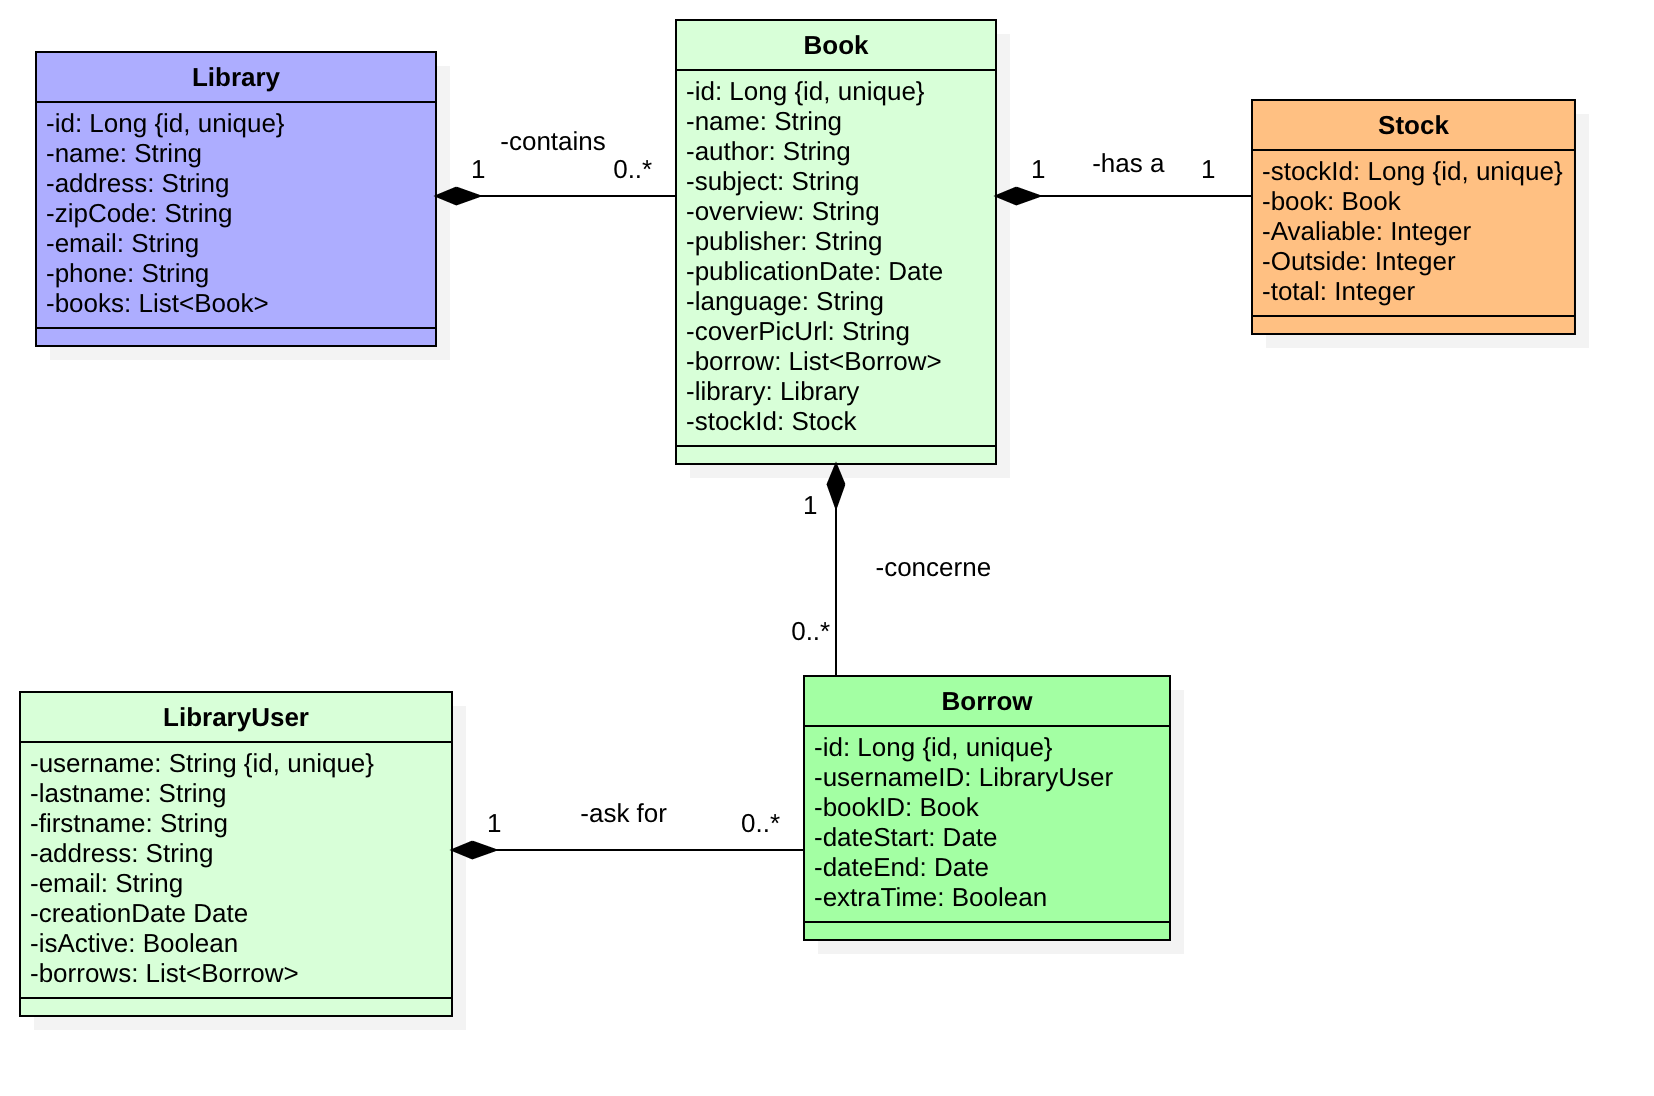 Library
-id: Long {id, unique}
-name: String
-address: String
-zipCode: String
-email: String
-phone: String
-books: List<Book>
-contains
1
0..*
Book
-id: Long {id, unique}
-name: String
-author: String
-subject: String
-overview: String
-publisher: String
-publicationDate: Date
-language: String
-coverPicUrl: String
-borrow: List<Borrow>
-library: Library
-stockId: Stock
1
-has a
1
Stock
-stockId: Long {id, unique}
-book: Book
-Avaliable: Integer
-Outside: Integer
-total: Integer
1
-concerne
0..*
LibraryUser
-username: String {id, unique}
-lastname: String
-firstname: String
-address: String
-email: String
-creationDate Date
-isActive: Boolean
-borrows: List<Borrow>
1
-ask for
0..*
Borrow
-id: Long {id, unique}
-usernameID: LibraryUser
-bookID: Book
-dateStart: Date
-dateEnd: Date
-extraTime: Boolean